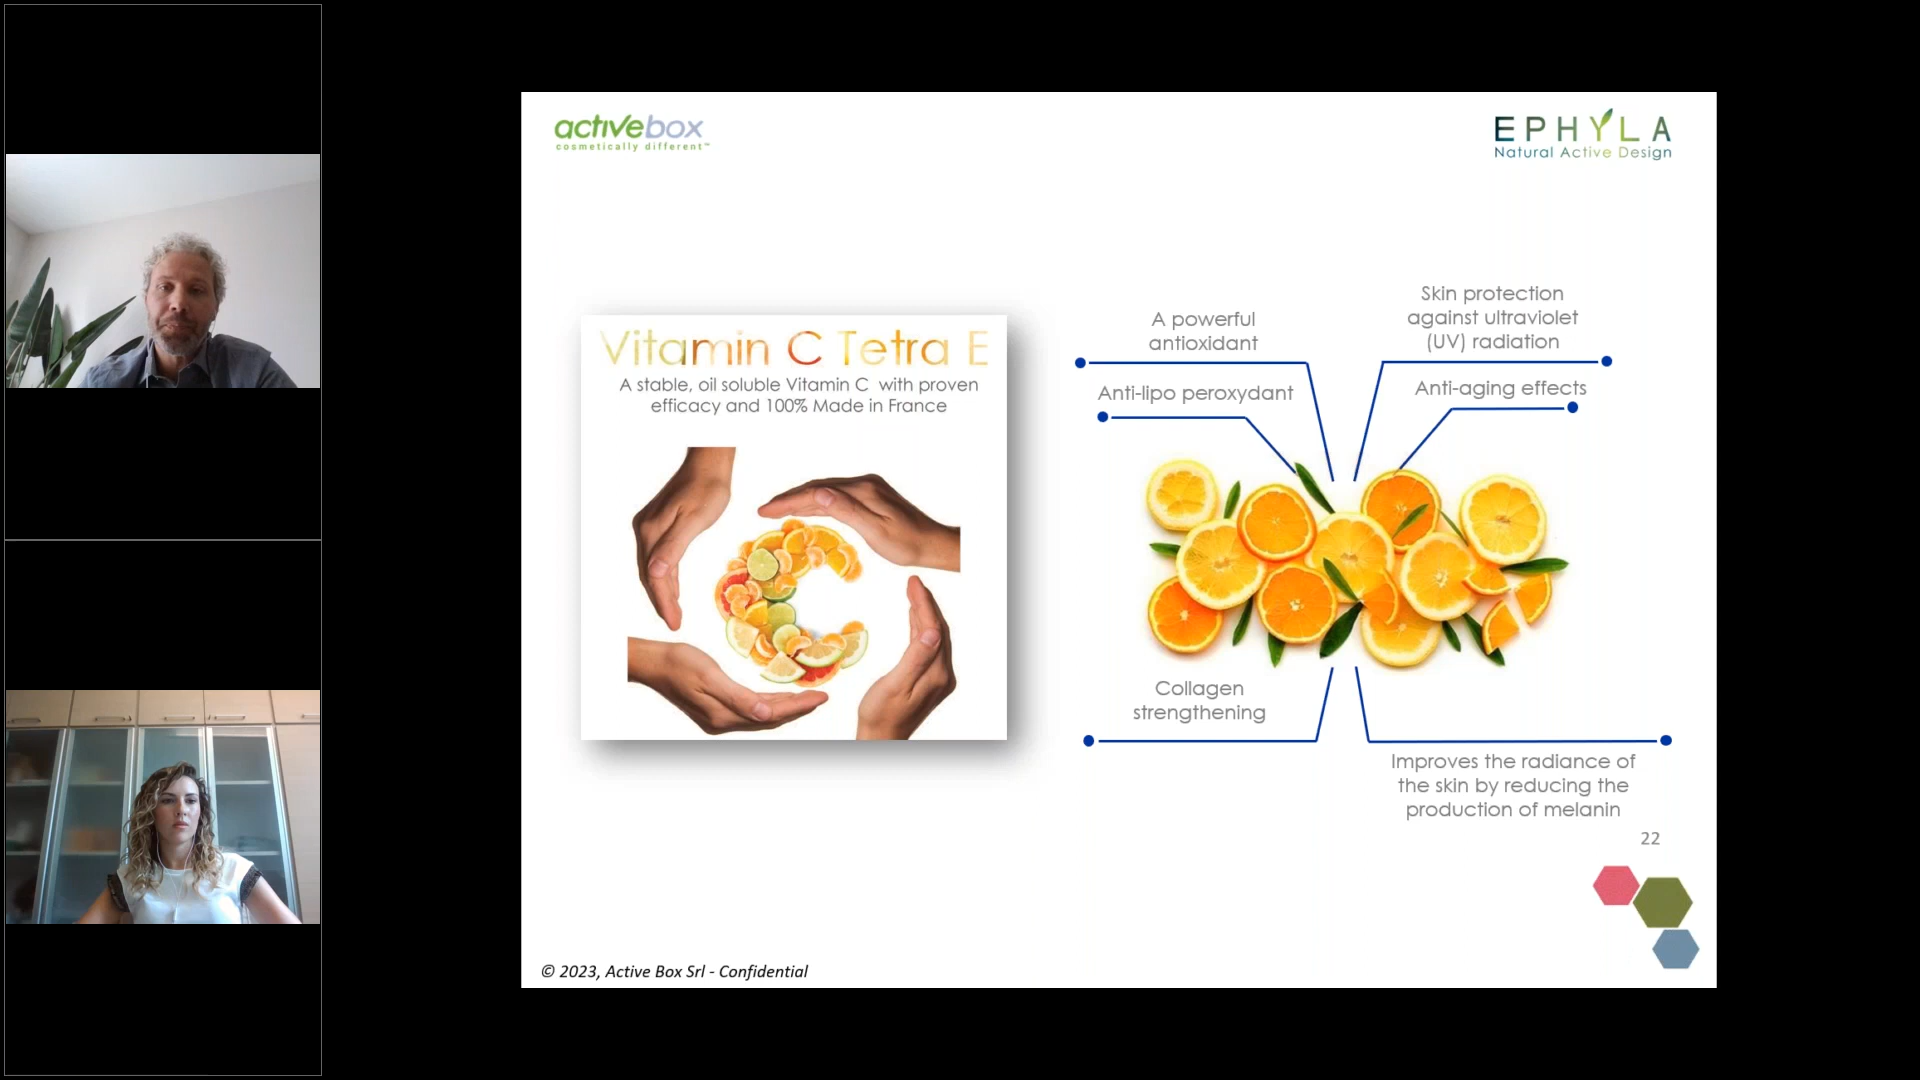 activebox
cosmetically different™
EPHYLA
Natural Active Design
Vitamin C Tetra E
A stable, oil soluble Vitamin C with proven
efficacy and 100% Made in France
A powerful
antioxidant
Anti-lipo peroxydant
Skin protection
against ultraviolet
(UV) radiation
Anti-aging effects
Collagen
strengthening
Improves the radiance of
the skin by reducing the
production of melanin
22
© 2023, Active Box Srl - Confidential